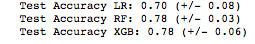 Test Accuracy LR: 0.70 (+/- 0.08)
Test Accuracy RF: 0.78 (+/- 0.03)
Test Accuracy XGB: 0.78 (+/- 0.06)